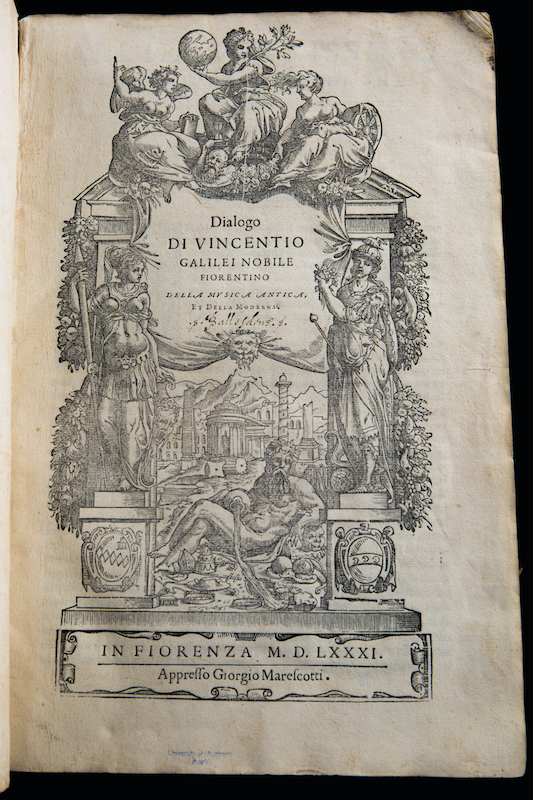 Dialogo
DI VINCENTIO
GALILEI NOBILE
FIORENTINO
DELLA MVSICA ANTICA,
ET DELLA MODERNA.
IN FIORENZA M. D. LXXXI.
Appreſſo Giorgio Mareſcotti.